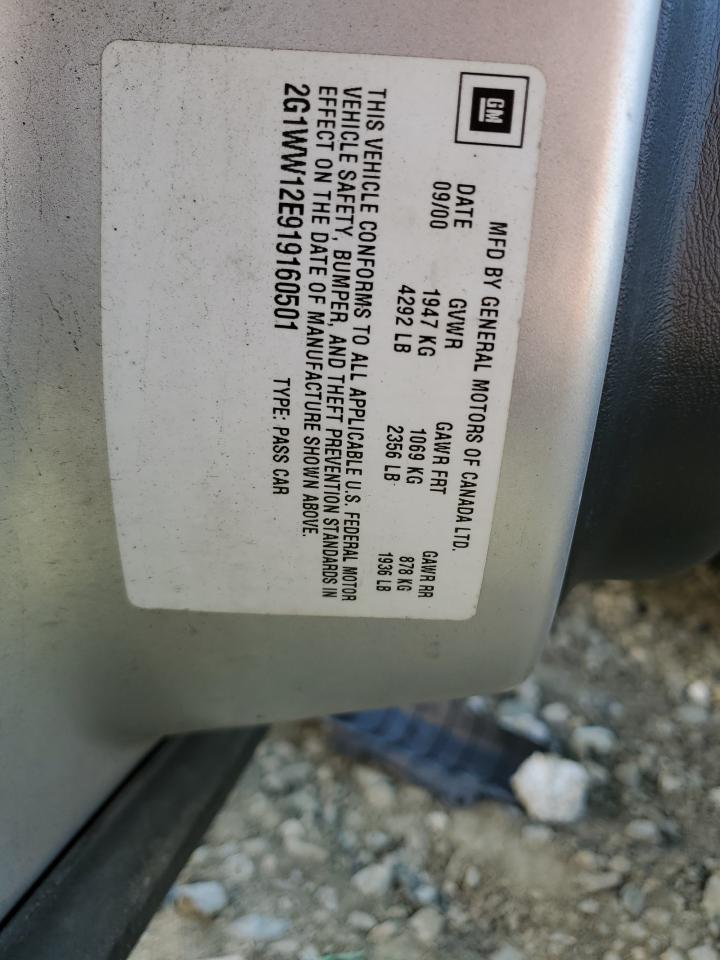 GM
MFD BY GENERAL MOTORS OF CANADA LTD.
DATE GVWR GAWR FRT GAWR RR
09/00 1947 KG 1069 KG 878 KG
4292 LB 2356 LB 1936 LB
THIS VEHICLE CONFORMS TO ALL APPLICABLE U.S. FEDERAL MOTOR
VEHICLE SAFETY, BUMPER, AND THEFT PREVENTION STANDARDS IN
EFFECT ON THE DATE OF MANUFACTURE SHOWN ABOVE.
2G1WW12E919160501 TYPE: PASS CAR